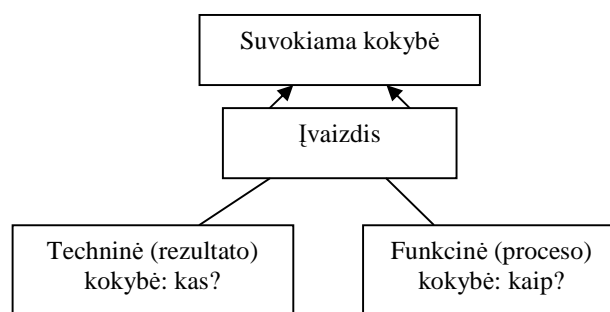 Suvokiama kokybė
Įvaizdis
Techninė (rezultato)
kokybė: kas?
Funkcinė (proceso)
kokybė: kaip?